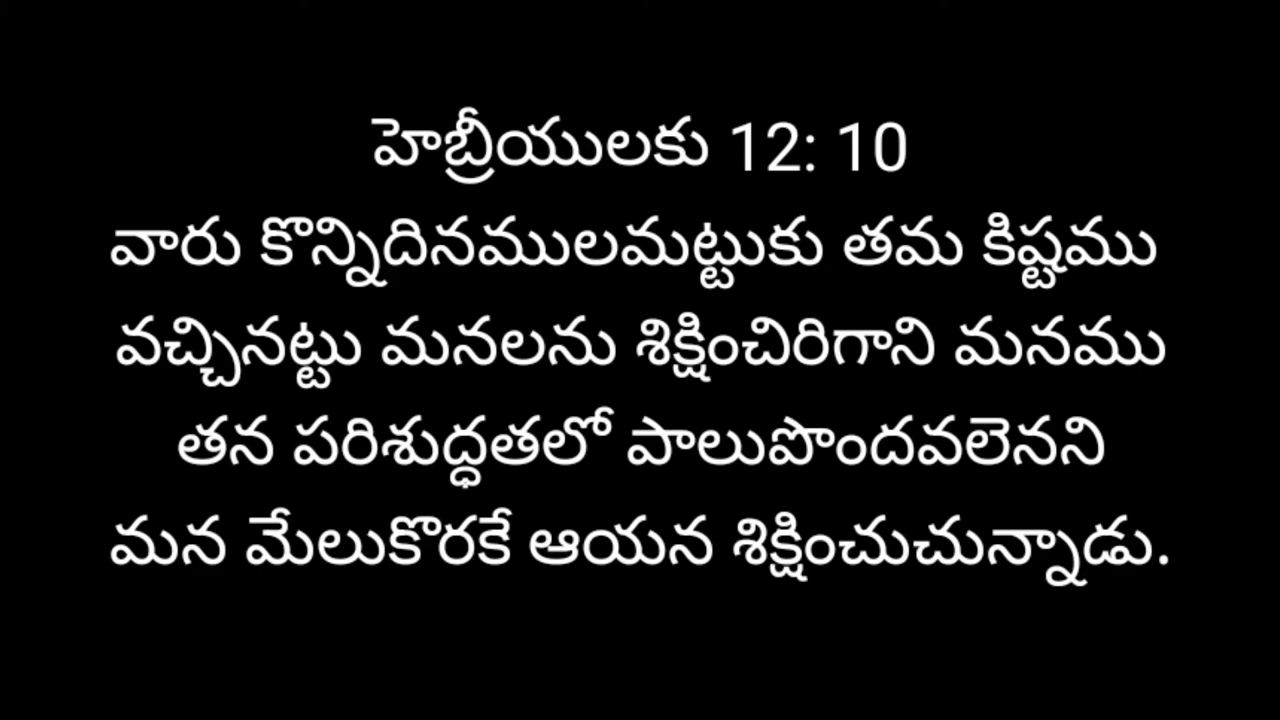 హెబ్రీయులకు 12: 10
వారు కొన్నిదినములమట్టుకు తమ కిష్టము
వచ్చినట్టు మనలను శిక్షించిరిగాని మనము
తన పరిశుద్ధతలో పాలుపొందవలెనని
మన మేలుకొరకే ఆయన శిక్షించుచున్నాడు.